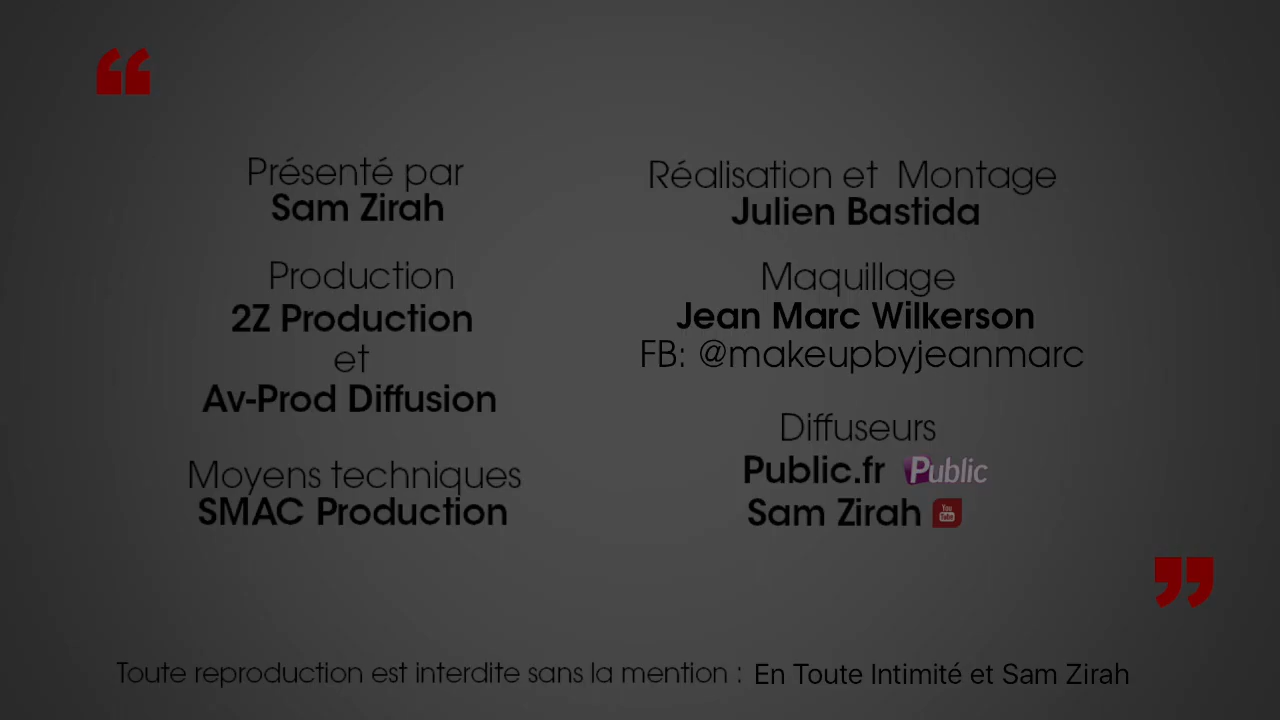 Présenté par
Sam Zirah
Production
2Z Production
et
Av-Prod Diffusion
Moyens techniques
SMAC Production
Réalisation et Montage
Julien Bastida
Maquillage
Jean Marc Wilkerson
FB: @makeupbyjeanmarc
Diffuseurs
Public.fr Public
Sam Zirah You Tube
Toute reproduction est interdite sans la mention : En Toute Intimité et Sam Zirah